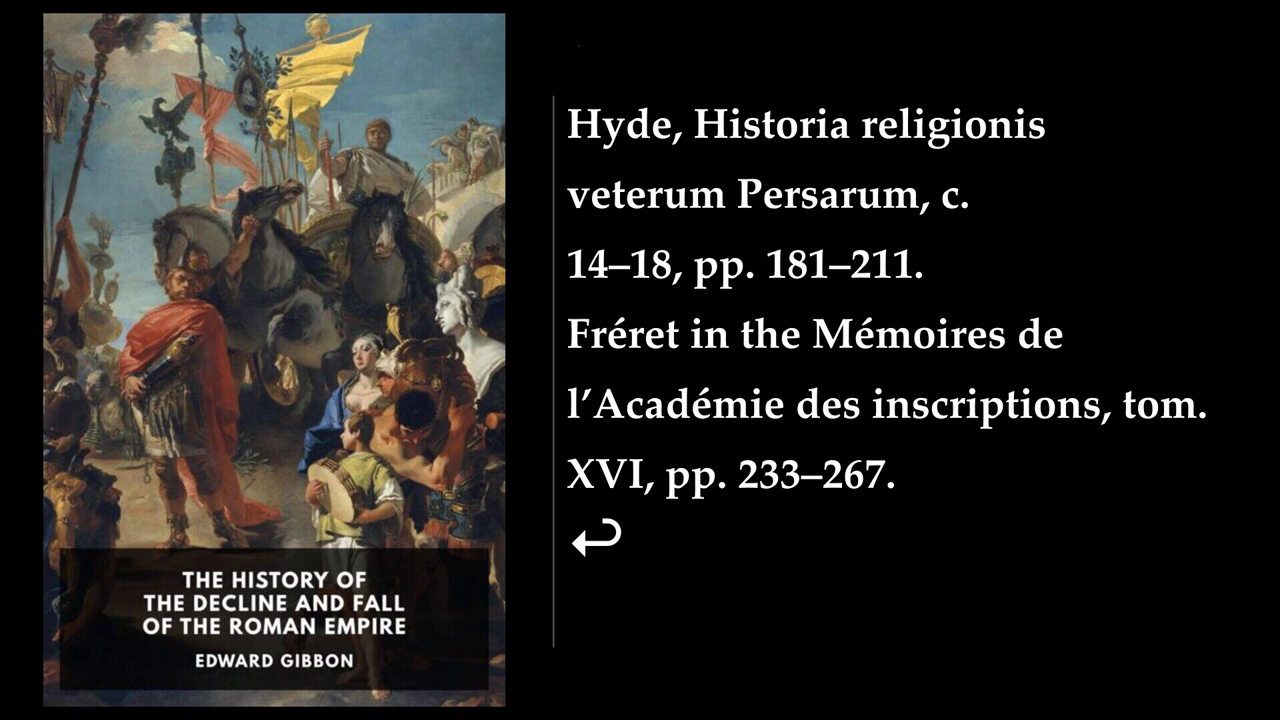 THE HISTORY OF
THE DECLINE AND FALL
OF THE ROMAN EMPIRE
EDWARD GIBBON
Hyde, Historia religionis
veterum Persarum, c.
14–18, pp. 181–211.
Fréret in the Mémoires de
l’Académie des inscriptions, tom.
XVI, pp. 233–267.
↩